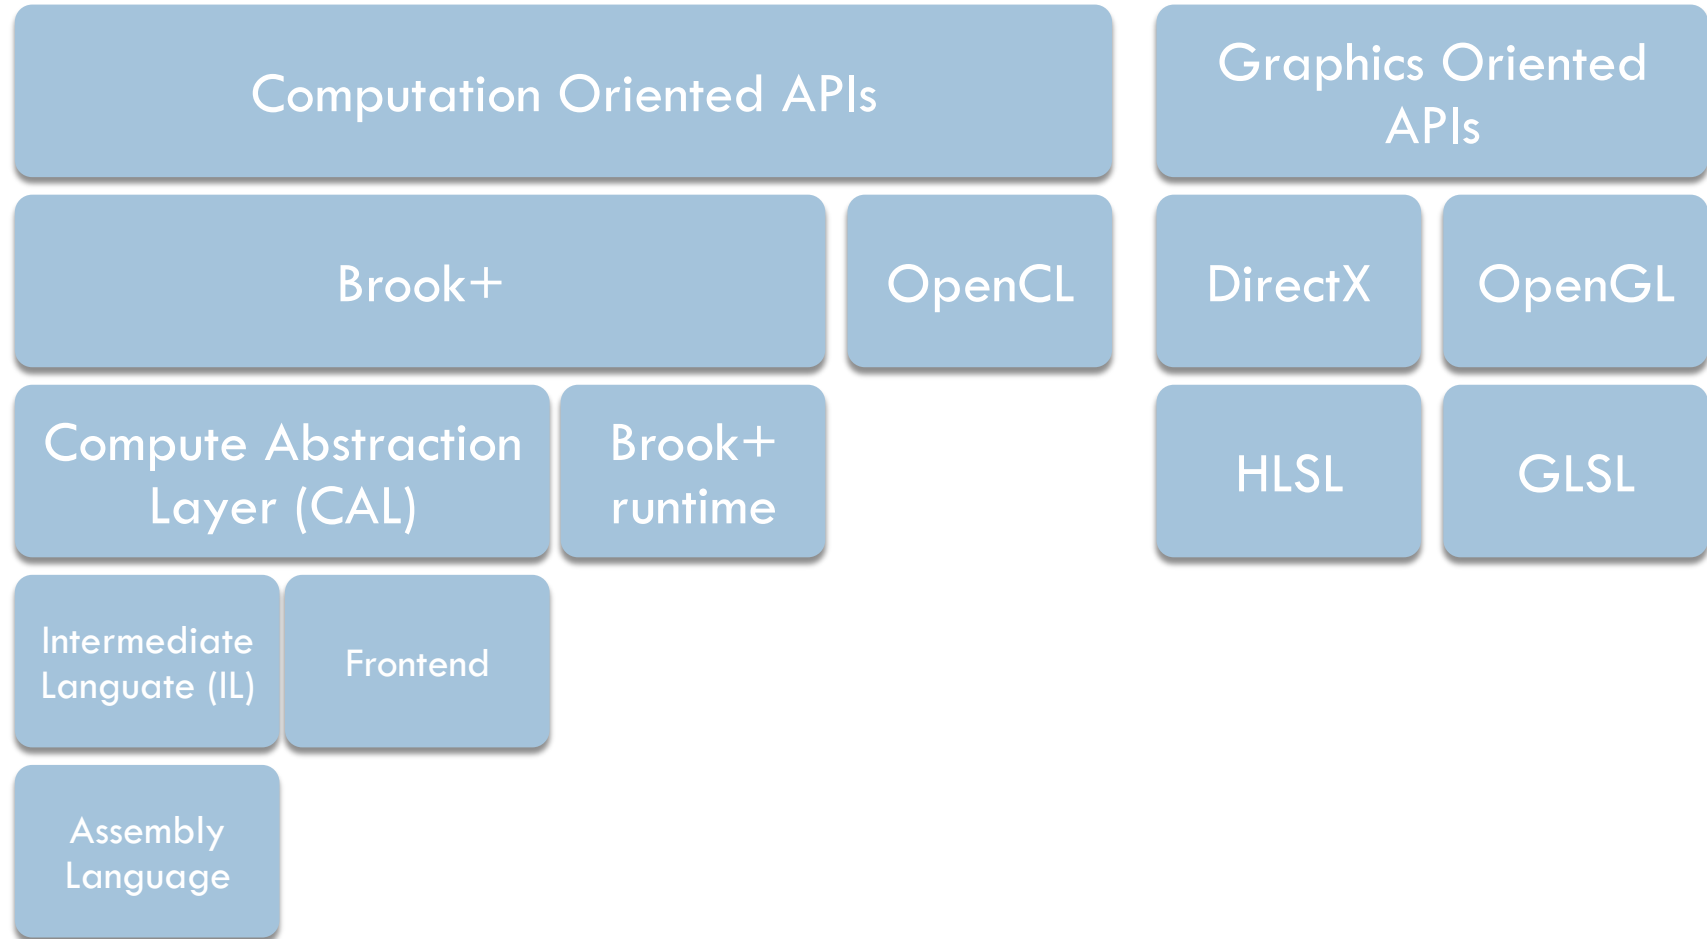 Computation Oriented APIs
Graphics Oriented
APIs
Brook+
OpenCL
DirectX
OpenGL
Compute Abstraction
Layer (CAL)
Brook+
runtime
HLSL
GLSL
Intermediate
Languate (IL)
Frontend
Assembly
Language